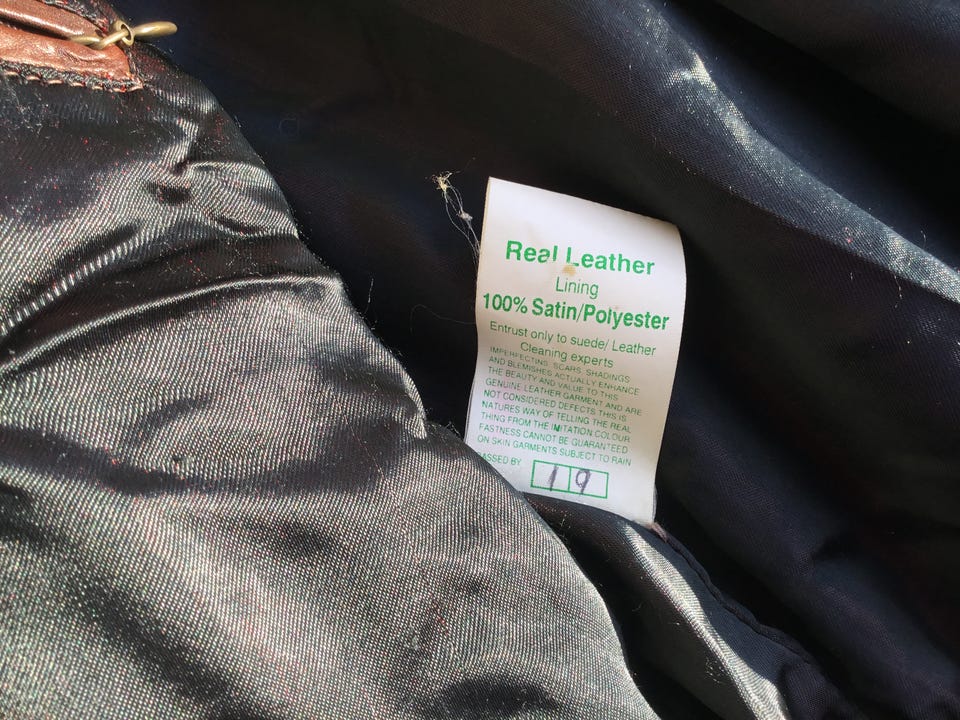 Real Leather
Lining
100% Satin/Polyester
Entrust only to suede/ Leather
Cleaning experts
IMPERFECTING. SCARS, SHADINGS
AND BLEMISHES ACTUALLY ENHANCE
THE BEAUTY AND VALUE TO THIS
GENUINE LEATHER GARMENT AND ARE
NOT CONSIDERED DEFECTS THIS IS
NATURES WAY OF TELLING THE REAL
THING FROM THE IMITATION.COLOUR
FASTNESS CANNOT BE GUARANTEED
ON SKIN GARMENTS SUBJECT TO RAIN
PASSED BY 19